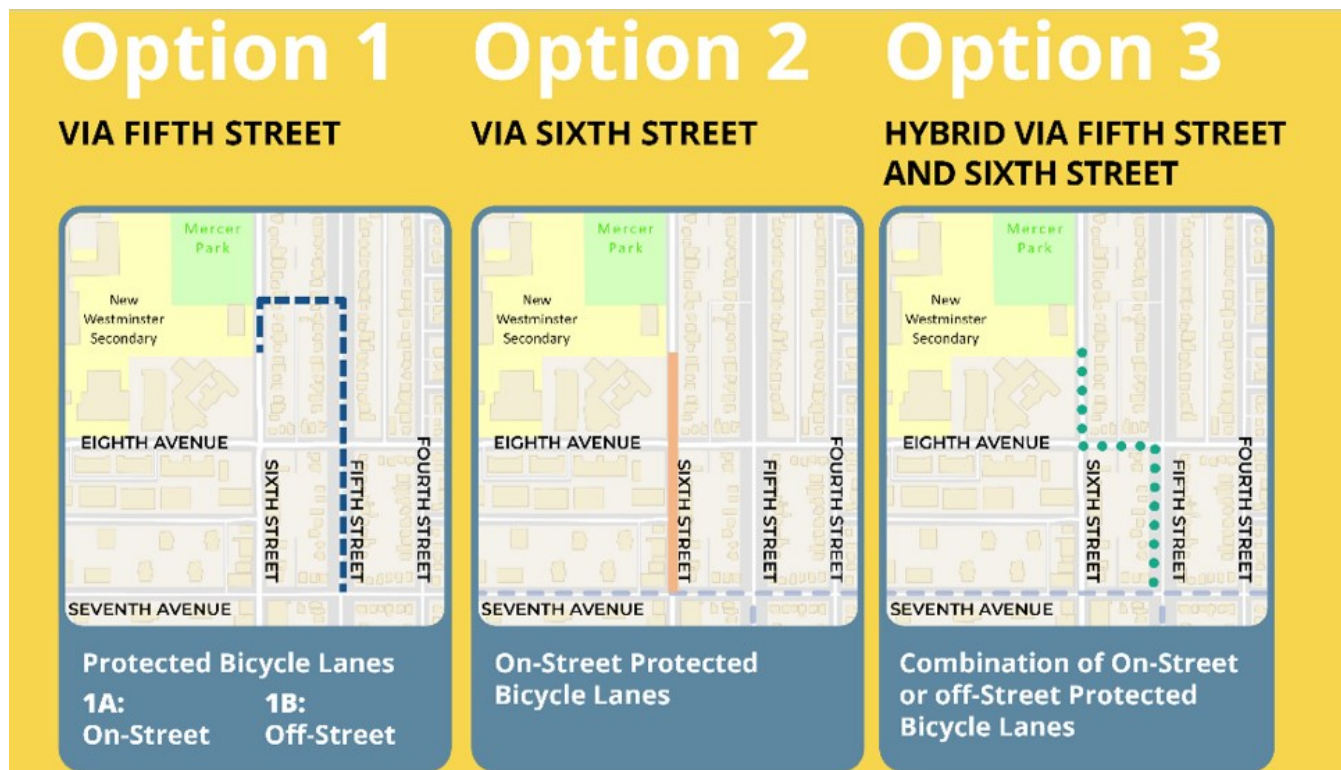 Option 1
VIA FIFTH STREET
Mercer
Park
New
Westminster
Secondary
EIGHTH AVENUE
SIXTH STREET
FIFTH STREET
FOURTH STREET
SEVENTH AVENUE
Protected Bicycle Lanes
1A:
On-Street
1B:
Off-Street
Option 2
VIA SIXTH STREET
Mercer
Park
New
Westminster
Secondary
EIGHTH AVENUE
SIXTH STREET
FIFTH STREET
FOURTH STREET
SEVENTH AVENUE
On-Street Protected
Bicycle Lanes
Option 3
HYBRID VIA FIFTH STREET
AND SIXTH STREET
Mercer
Park
New
Westminster
Secondary
EIGHTH AVENUE
SIXTH STREET
FIFTH STREET
FOURTH STREET
SEVENTH AVENUE
Combination of On-Street
or off-Street Protected
Bicycle Lanes